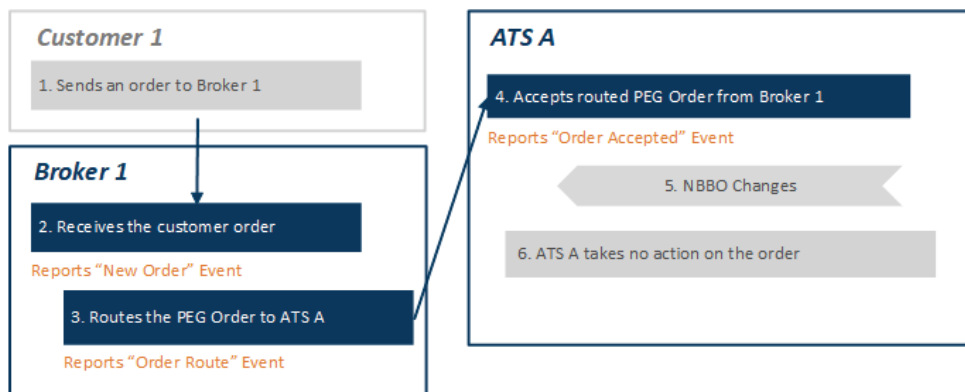 Customer 1
1. Sends an order to Broker 1
Broker 1
2. Receives the customer order
Reports “New Order” Event
3. Routes the PEG Order to ATS A
Reports “Order Route” Event
ATS A
4. Accepts routed PEG Order from Broker 1
Reports “Order Accepted” Event
5. NBBO Changes
6. ATS A takes no action on the order